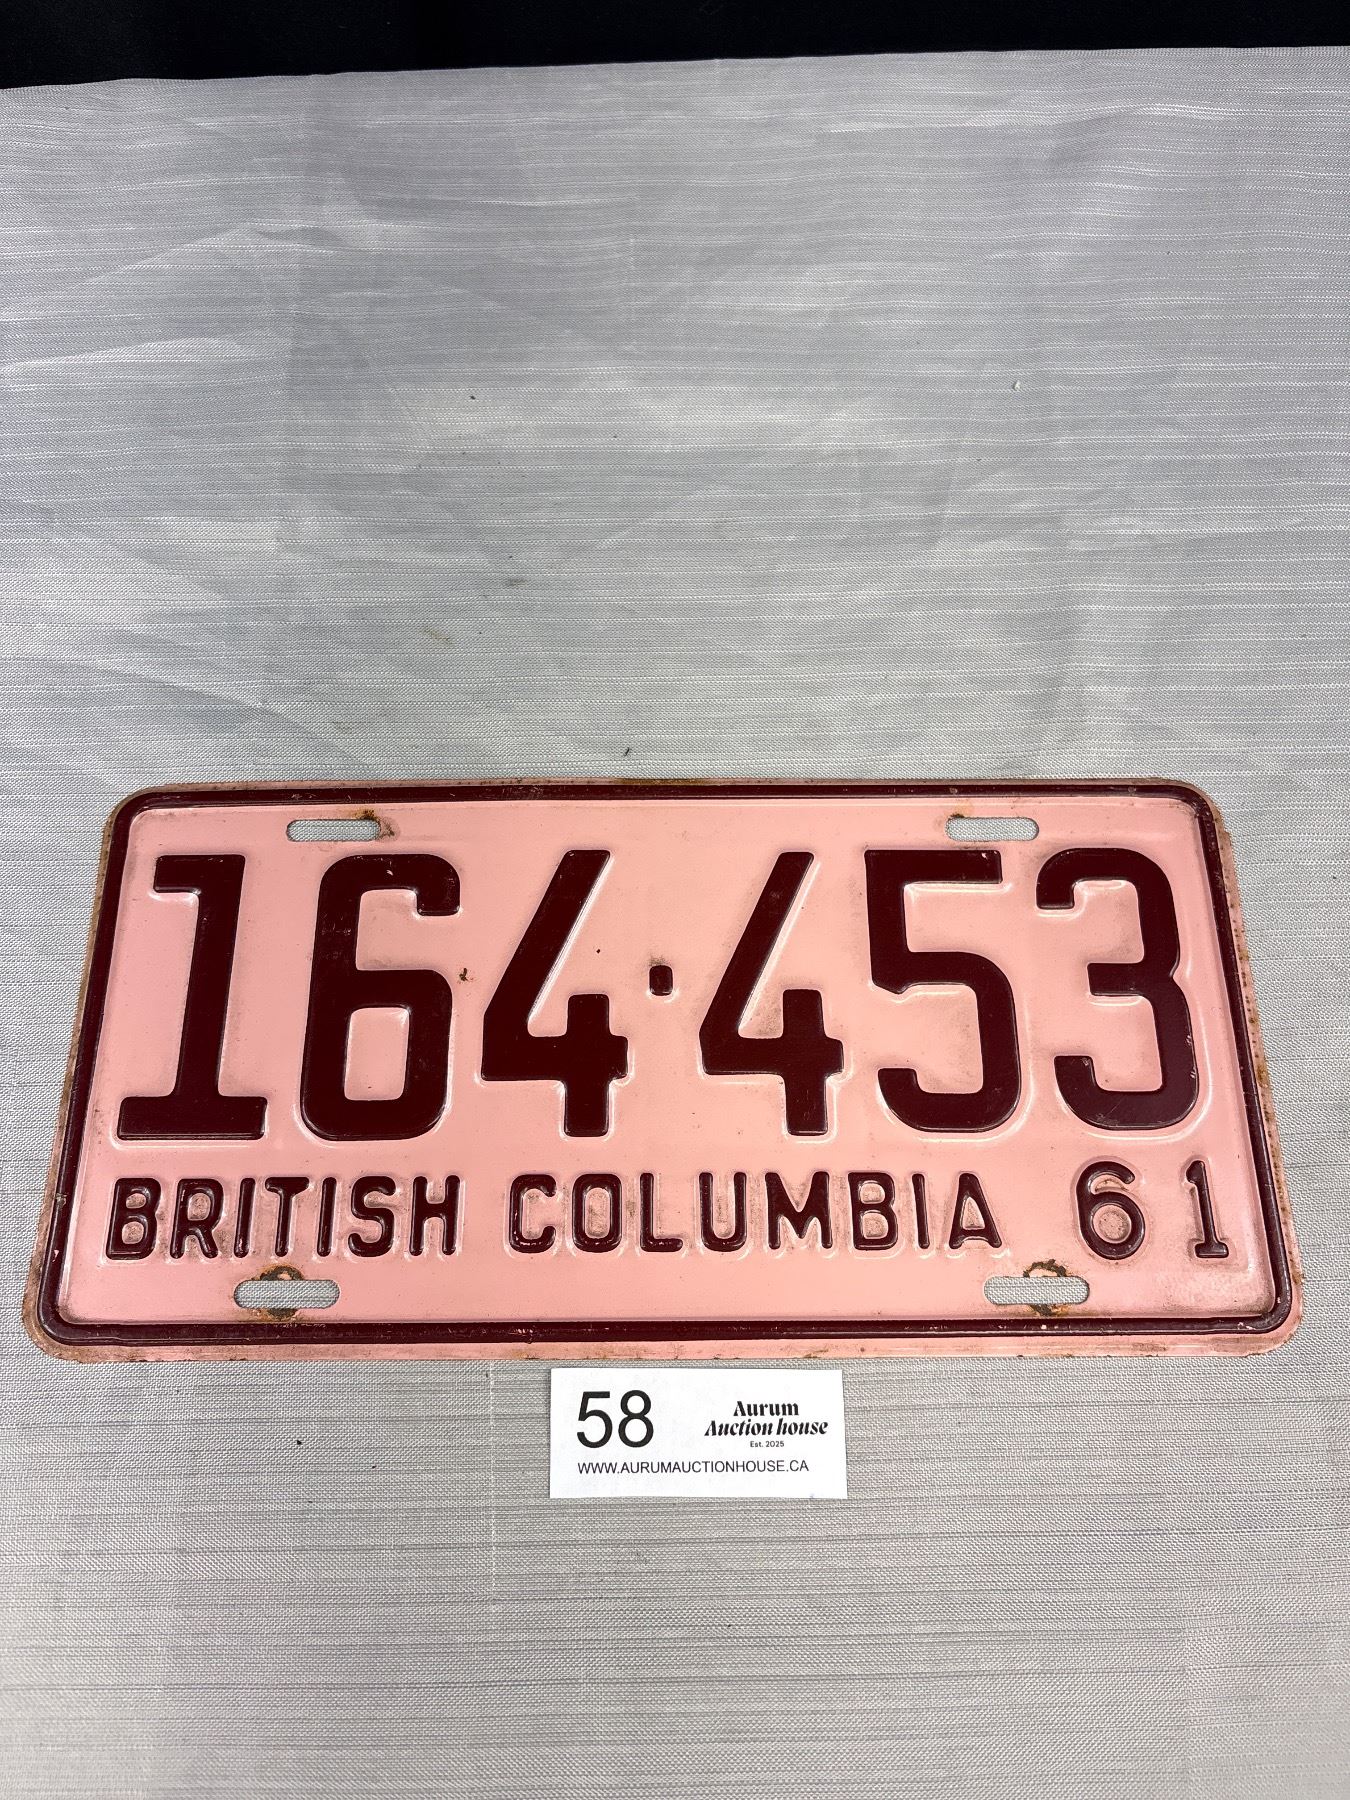 164·453
BRITISH COLUMBIA 61
58
Aurum
Auction house
Est. 2025
WWW.AURUMAUCTIONHOUSE.CA